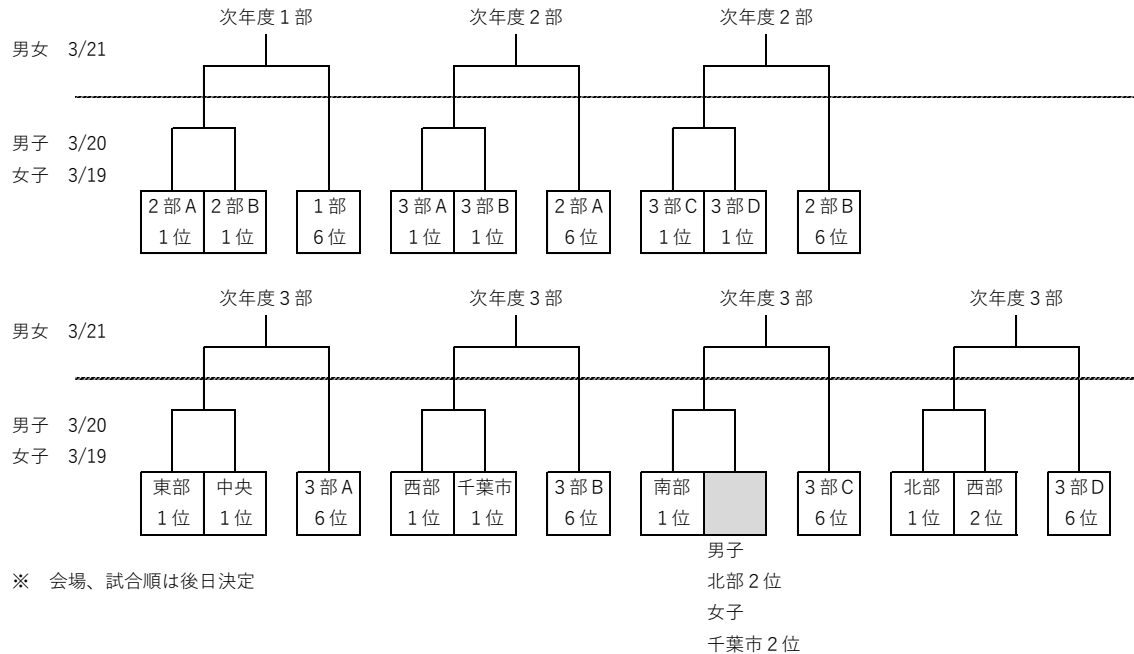 次年度１部 次年度２部 次年度２部
男女 3/21
男子 3/20
女子 3/19
２部Ａ ２部Ｂ １部 ３部Ａ ３部Ｂ ２部Ａ ３部Ｃ ３部Ｄ ２部Ｂ
１位 １位 ６位 １位 １位 ６位 １位 １位 ６位
次年度３部 次年度３部 次年度３部 次年度３部
男女 3/21
男子 3/20
女子 3/19
東部 中央 ３部Ａ 西部 千葉市 ３部Ｂ 南部 ３部Ｃ 北部 西部 ３部Ｄ
１位 １位 ６位 １位 １位 ６位 １位 ６位 １位 ２位 ６位
男子
※ 会場、試合順は後日決定 北部２位
女子
千葉市２位